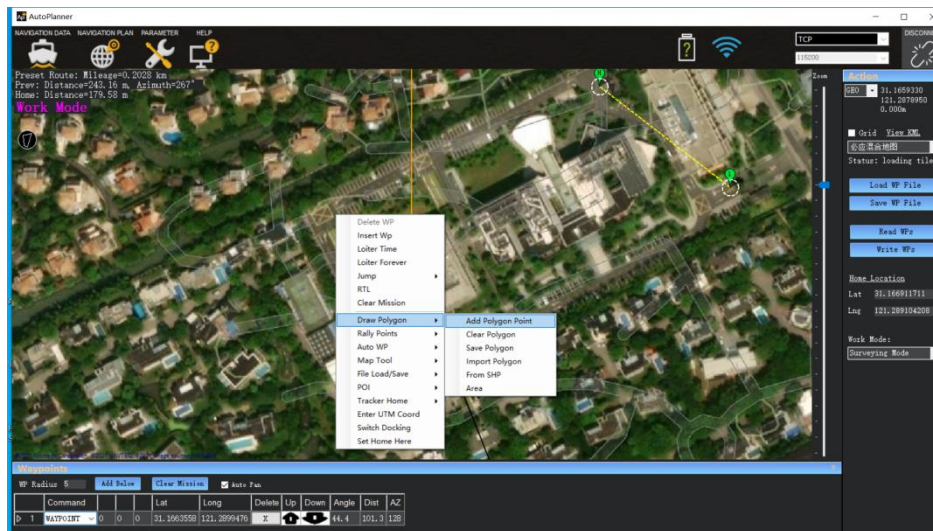 AutoPlanner
NAVIGATION DATA NAVIGATION PLAN PARAMETER HELP
TCP
DISCONNE
115200
Preset Route: Mileage=0.2028 km
Prev: Distance=243.16 m, Azimuth=267°
Home: Distance=179.58 m
Work Mode
H
Zoom
Action
GEO 31.1659330
121.2878950
0.000m
Grid View KML
必应混合地图
Status: loading tile
Load WP File
Save WP File
Read WPs
Write WPs
Home Location
Lat 31.166911711
Lng 121.289104208
Work Mode:
Surveying Mode
Delete WP
Insert Wp
Loiter Time
Loiter Forever
Jump
RTL
Clear Mission
Draw Polygon
Rally Points
Auto WP
Map Tool
File Load/Save
POI
Tracker Home
Enter UTM Coord
Switch Docking
Set Home Here
Add Polygon Point
Clear Polygon
Save Polygon
Import Polygon
From SHP
Area
Waypoints
WP Radius 5 Add Below Clear Mission Auto Pan
Command Lat Long Delete Up Down Angle Dist AZ
1 WAYPOINT 0 0 0 31.1663558 121.2899476 X 44.4 101.3 128